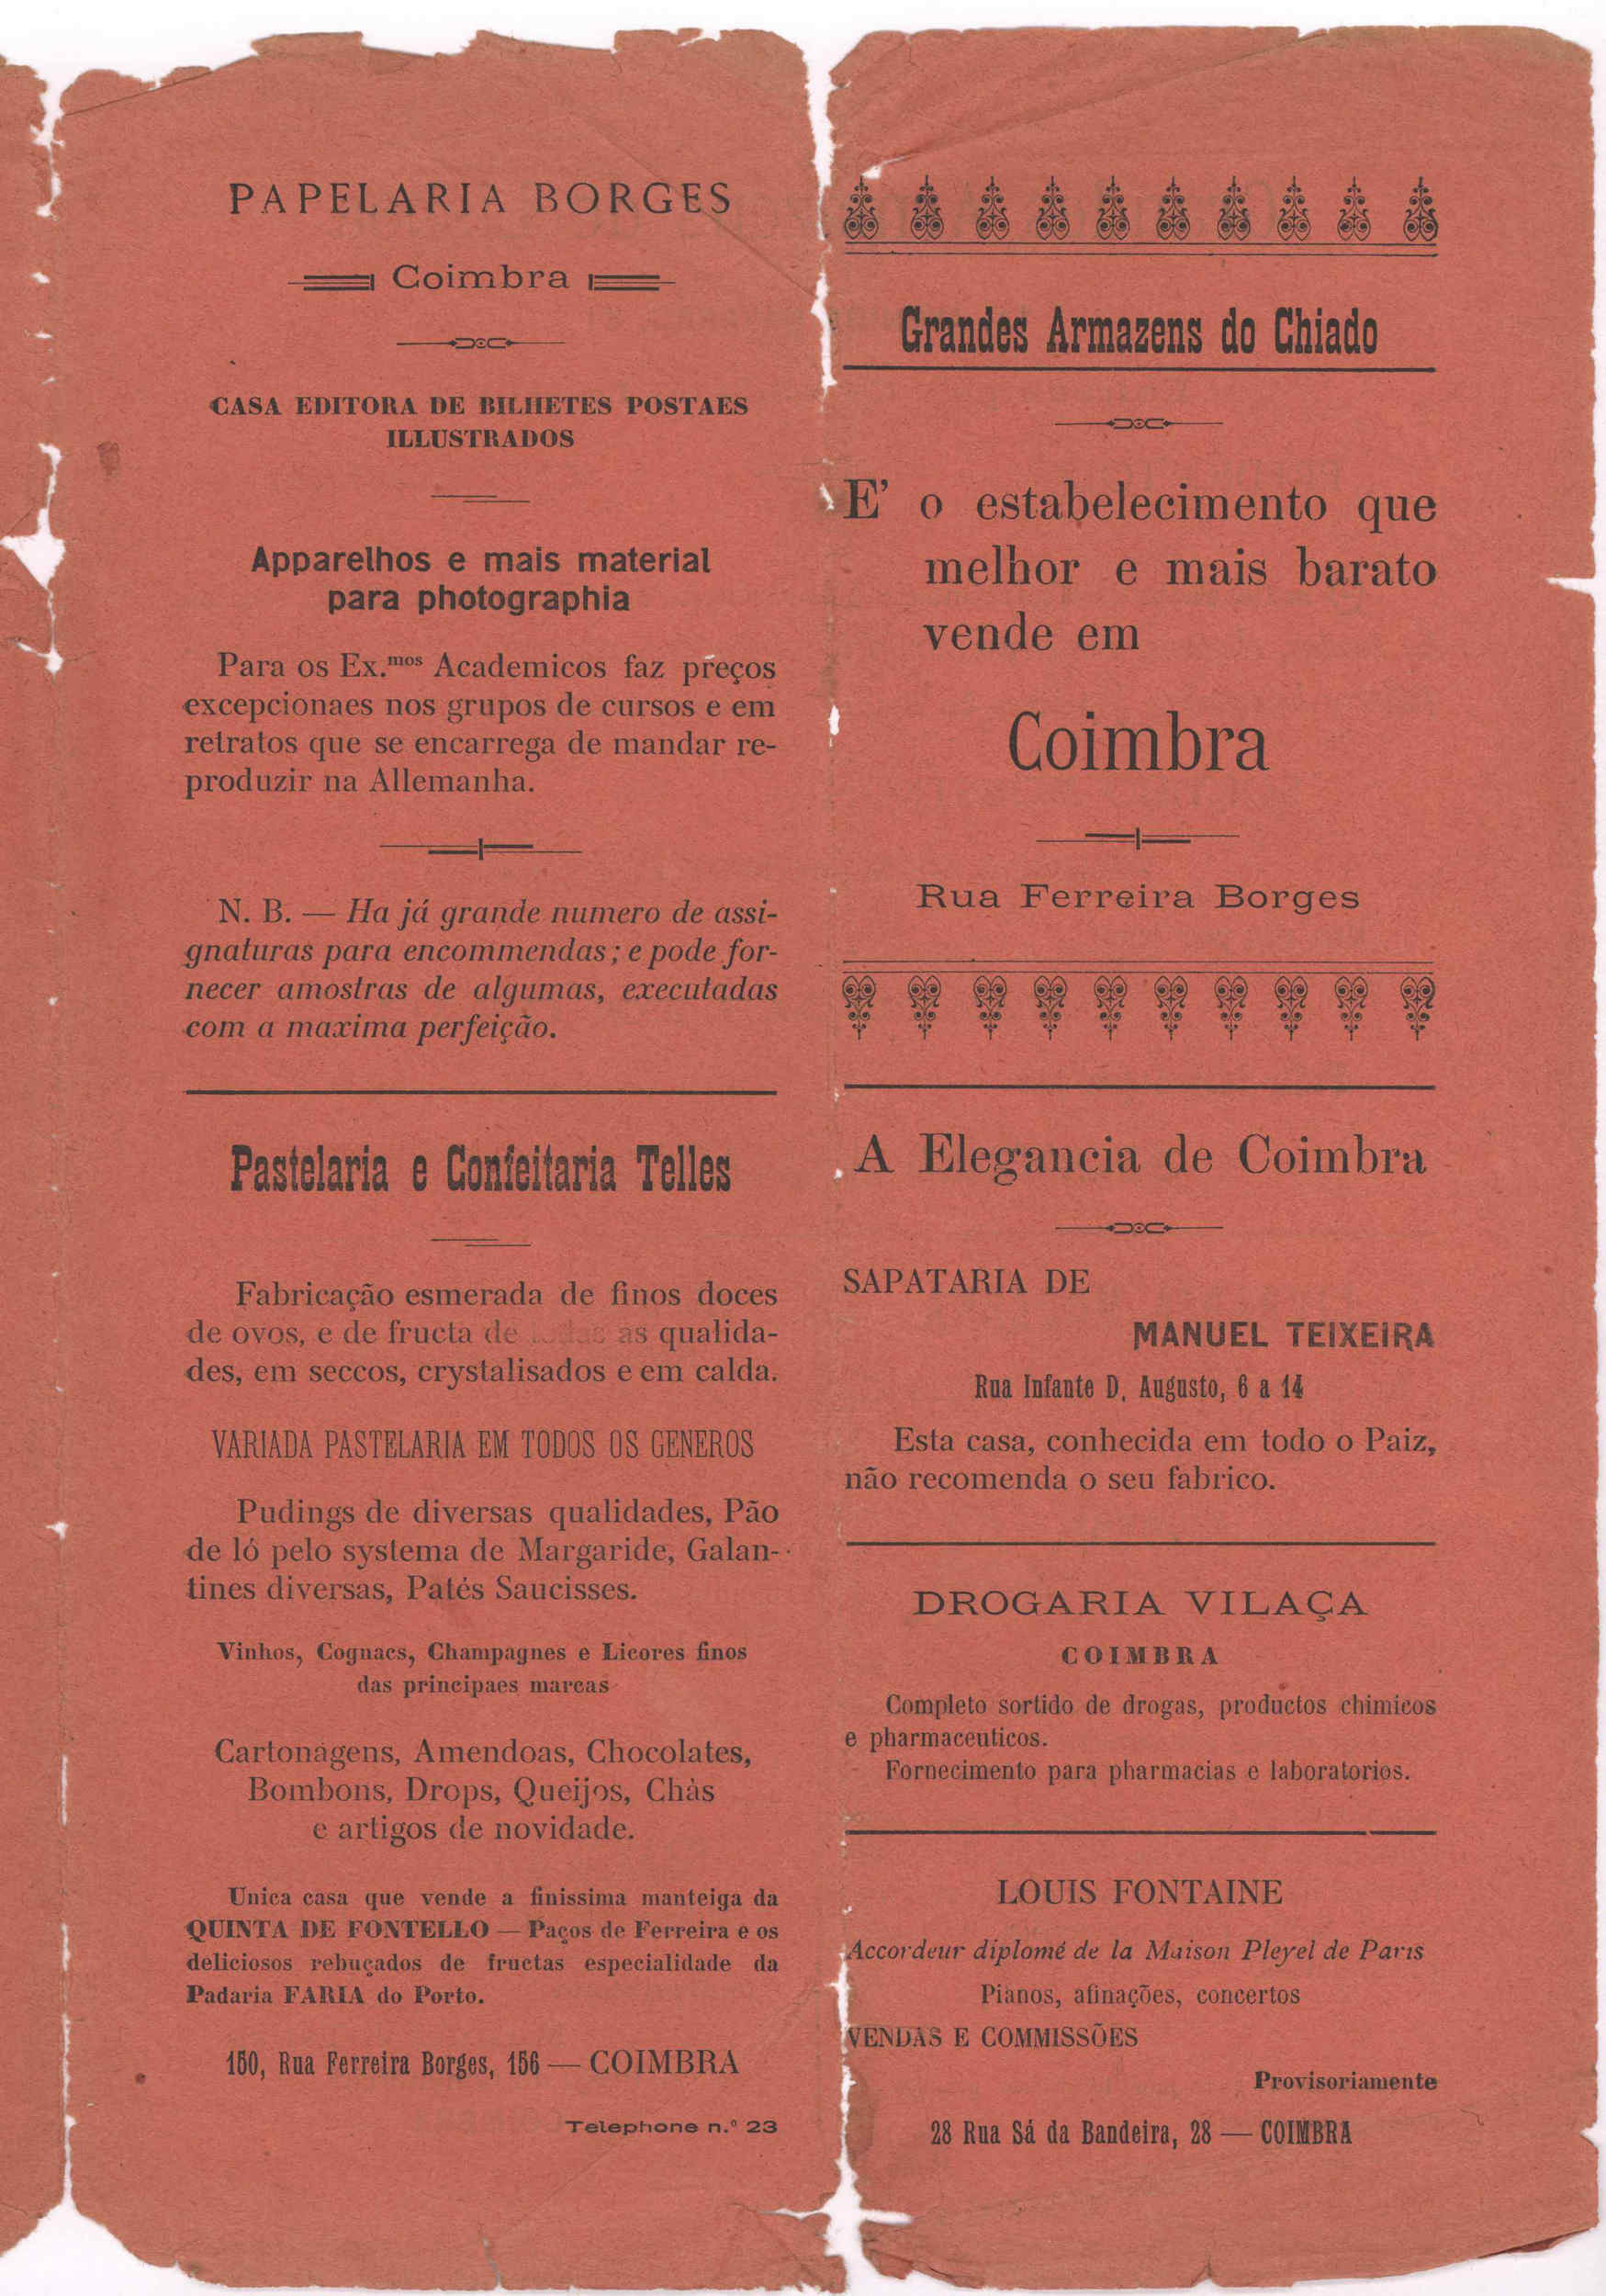 PAPELARIA BORGES
Coimbra
CASA EDITORA DE BILHETES POSTAES
ILLUSTRADOS
Apparelhos e mais material
para photographia
Para os Ex.mos Academicos faz preços
excepcionaes nos grupos de cursos e em
retratos que se encarrega de mandar re-
produzir na Allemanha.
N. B. — Ha já grande numero de assi-
gnaturas para encommendas; e pode for-
necer amostras de algumas, executadas
com a maxima perfeição.
Pastelaria e Confeitaria Telles
Fabricação esmerada de finos doces
de ovos, e de fructa de todas as qualida-
des, em seccos, crystalisados e em calda.
VARIADA PASTELARIA EM TODOS OS GENEROS
Pudings de diversas qualidades, Pão
de ló pelo systema de Margaride, Galan-
tines diversas, Patés Saucisses.
Vinhos, Cognacs, Champagnes e Licores finos
das principaes marcas
Cartonagens, Amendoas, Chocolates,
Bombons, Drops, Queijos, Chàs
e artigos de novidade.
Unica casa que vende a finissima manteiga da
QUINTA DE FONTELLO — Paços de Ferreira e os
deliciosos rebuçados de fructas especialidade da
Padaria FARIA do Porto.
150, Rua Ferreira Borges, 156 — COIMBRA
Telephone n.º 23
Grandes Armazens do Chiado
E' o estabelecimento que
melhor e mais barato
vende em
Coimbra
Rua Ferreira Borges
A Elegancia de Coimbra
SAPATARIA DE
MANUEL TEIXEIRA
Rua Infante D. Augusto, 6 a 14
Esta casa, conhecida em todo o Paiz,
não recomenda o seu fabrico.
DROGARIA VILAÇA
COIMBRA
Completo sortido de drogas, productos chimicos
e pharmaceuticos.
Fornecimento para pharmacias e laboratorios.
LOUIS FONTAINE
Accordeur diplomé de la Maison Pleyel de Paris
Pianos, afinações, concertos
VENDAS E COMMISSÕES
Provisoriamente
28 Rua Sá da Bandeira, 28 — COIMBRA